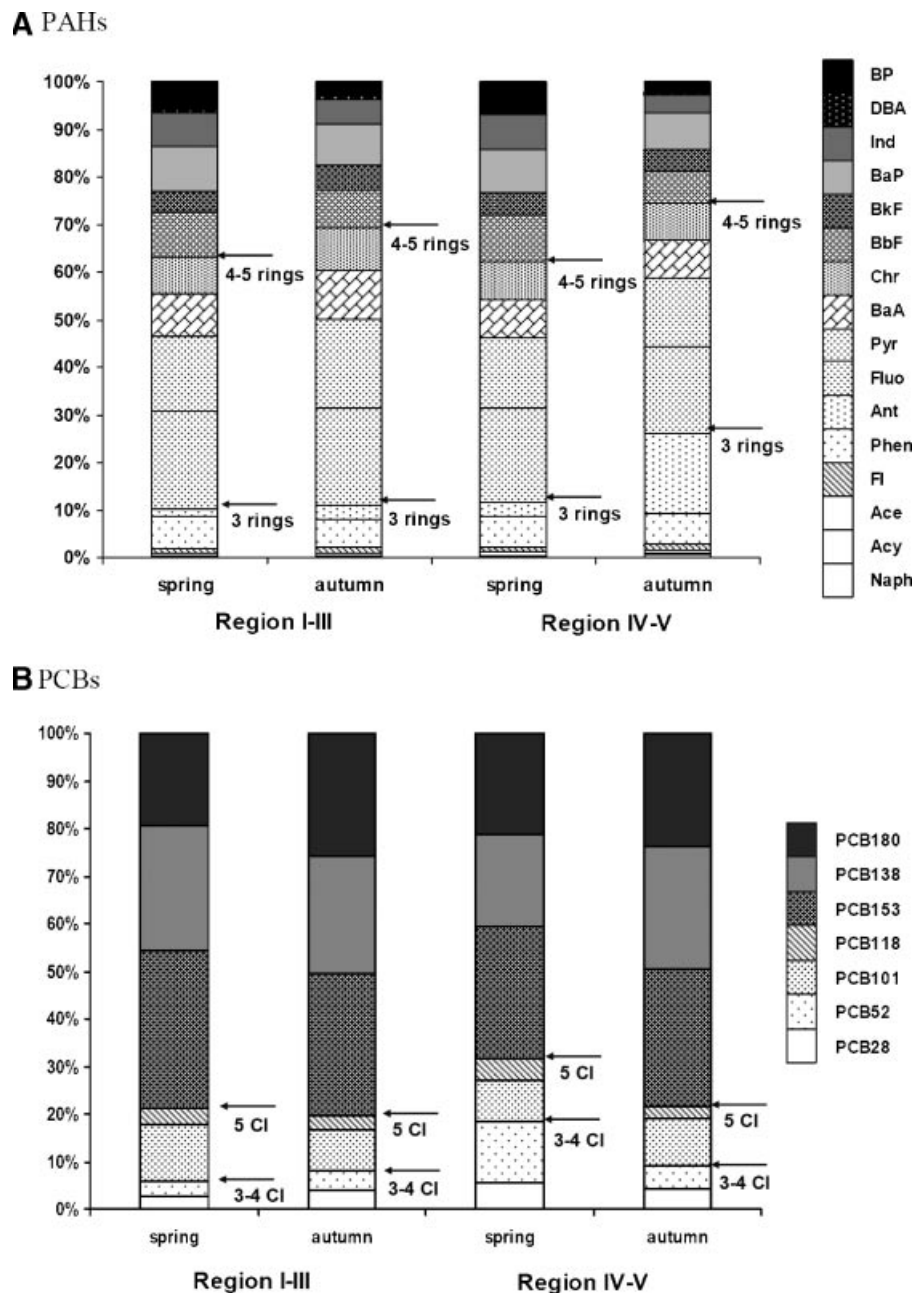 A PAHs
100%
90%
80%
70%
60%
50%
40%
30%
20%
10%
0%
4-5 rings
3 rings
4-5 rings
3 rings
4-5 rings
3 rings
4-5 rings
3 rings
spring
autumn
spring
autumn
Region I-III
Region IV-V
BP
DBA
Ind
BaP
BkF
BbF
Chr
BaA
Pyr
Fluo
Ant
Phen
Fl
Ace
Acy
Naph
B PCBs
100%
90%
80%
70%
60%
50%
40%
30%
20%
10%
0%
5 Cl
3-4 Cl
5 Cl
3-4 Cl
5 Cl
3-4 Cl
5 Cl
3-4 Cl
spring
autumn
spring
autumn
Region I-III
Region IV-V
PCB180
PCB138
PCB153
PCB118
PCB101
PCB52
PCB28